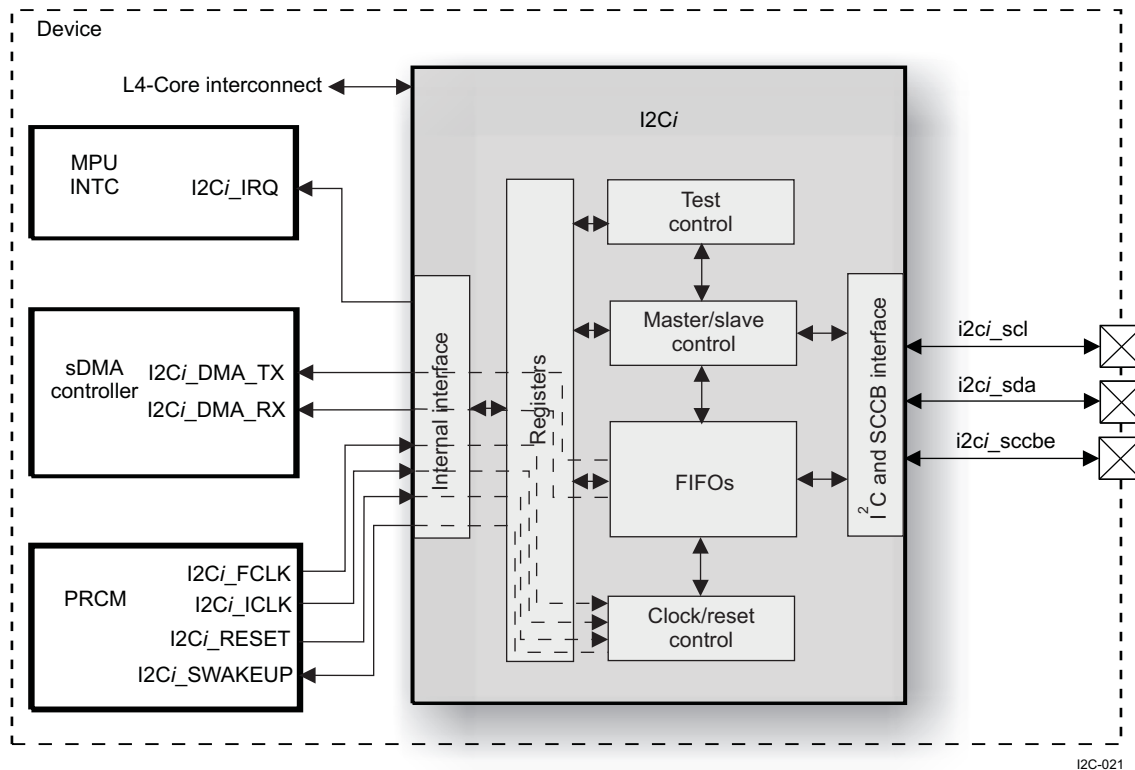 Device
L4-Core interconnect
I2Ci
MPU
INTC
I2Ci_IRQ
Test
control
Master/slave
control
sDMA
controller
I2Ci_DMA_TX
I2Ci_DMA_RX
Internal interface
Registers
FIFOs
I²C and SCCB interface
i2ci_scl
i2ci_sda
i2ci_sccbe
PRCM
I2Ci_FCLK
I2Ci_ICLK
I2Ci_RESET
I2Ci_SWAKEUP
Clock/reset
control
I2C-021